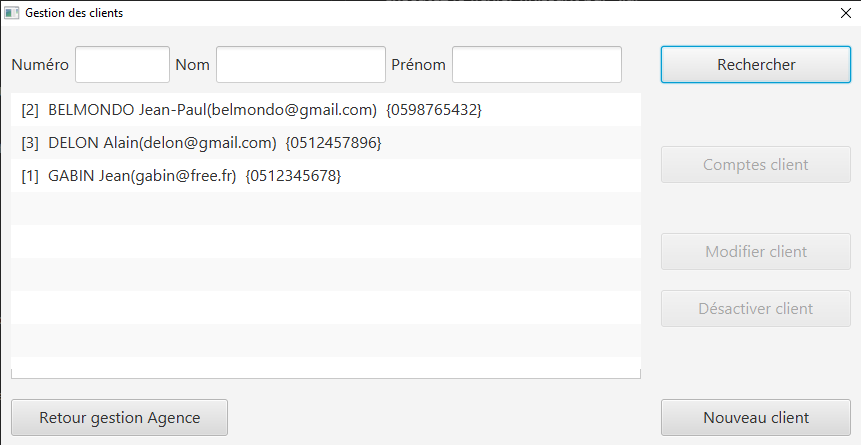 Gestion des clients
Numéro Nom Prénom Rechercher
[2] BELMONDO Jean-Paul(belmondo@gmail.com) {0598765432}
[3] DELON Alain(delon@gmail.com) {0512457896}
[1] GABIN Jean(gabin@free.fr) {0512345678}
Comptes client
Modifier client
Désactiver client
Retour gestion Agence
Nouveau client